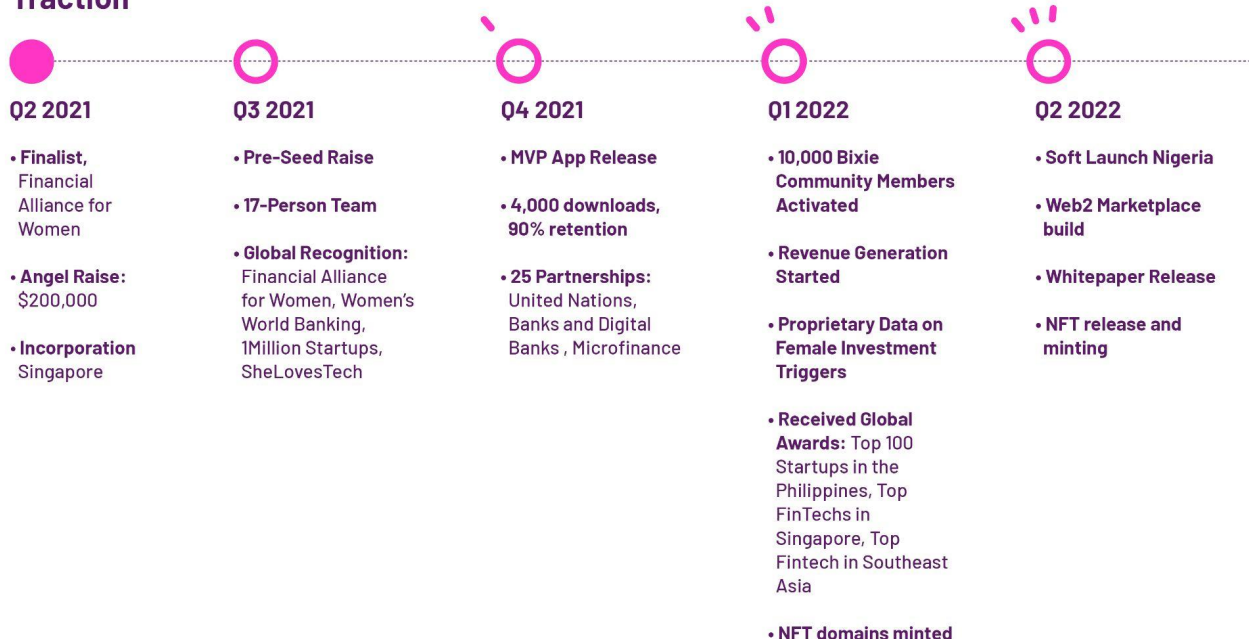 Traction
Q2 2021
• Finalist,
Financial
Alliance for
Women
• Angel Raise:
$200,000
• Incorporation
Singapore
Q3 2021
• Pre-Seed Raise
• 17-Person Team
• Global Recognition:
Financial Alliance
for Women, Women's
World Banking,
1Million Startups,
SheLovesTech
Q4 2021
• MVP App Release
• 4,000 downloads,
90% retention
• 25 Partnerships:
United Nations,
Banks and Digital
Banks , Microfinance
Q1 2022
• 10,000 Bixie
Community Members
Activated
• Revenue Generation
Started
• Proprietary Data on
Female Investment
Triggers
• Received Global
Awards: Top 100
Startups in the
Philippines, Top
FinTechs in
Singapore, Top
Fintech in Southeast
Asia
• NFT domains minted
Q2 2022
• Soft Launch Nigeria
• Web2 Marketplace
build
• Whitepaper Release
• NFT release and
minting